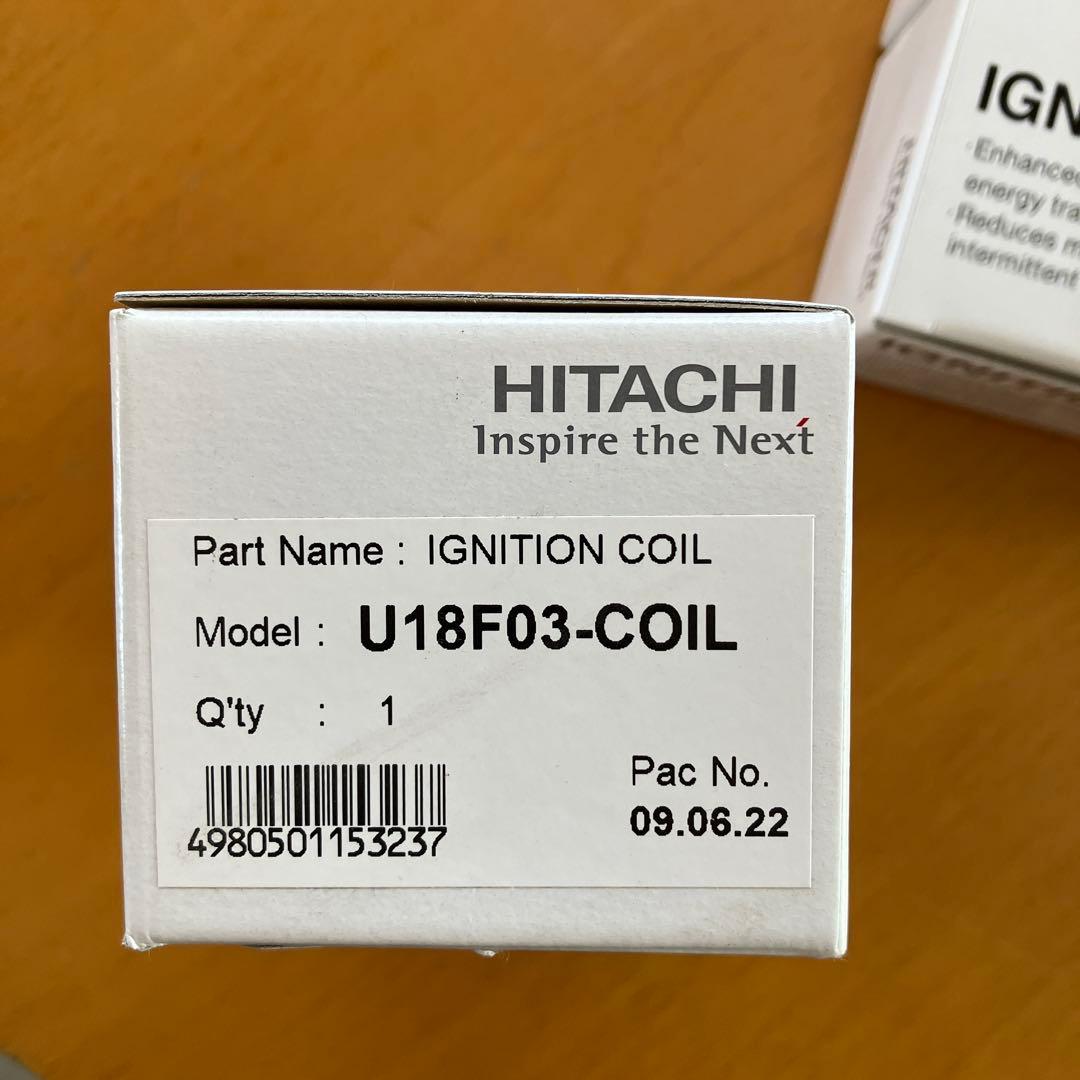 HITACHI
Inspire the Next
Part Name : IGNITION COIL
Model : U18F03-COIL
Q'ty : 1
4980501153237
Pac No.
09.06.22
IGN
·Enhanced
energy tra
·Reduces m
intermittent
HITACHI